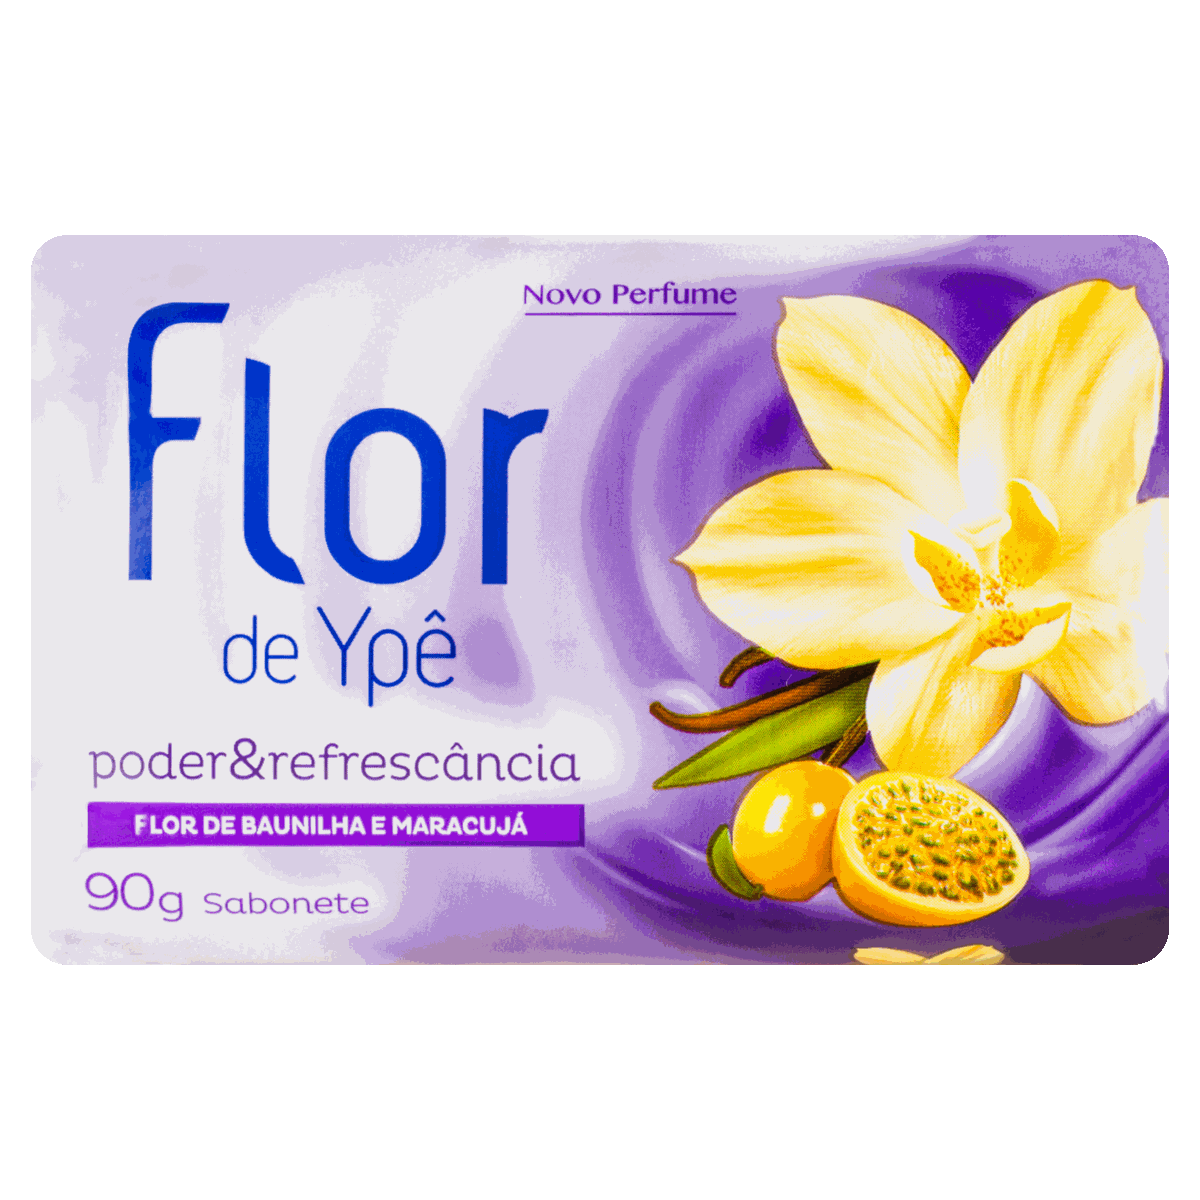 Novo Perfume
Flor
de Ypê
poder&refrescância
FLOR DE BAUNILHA E MARACUJÁ
90g Sabonete